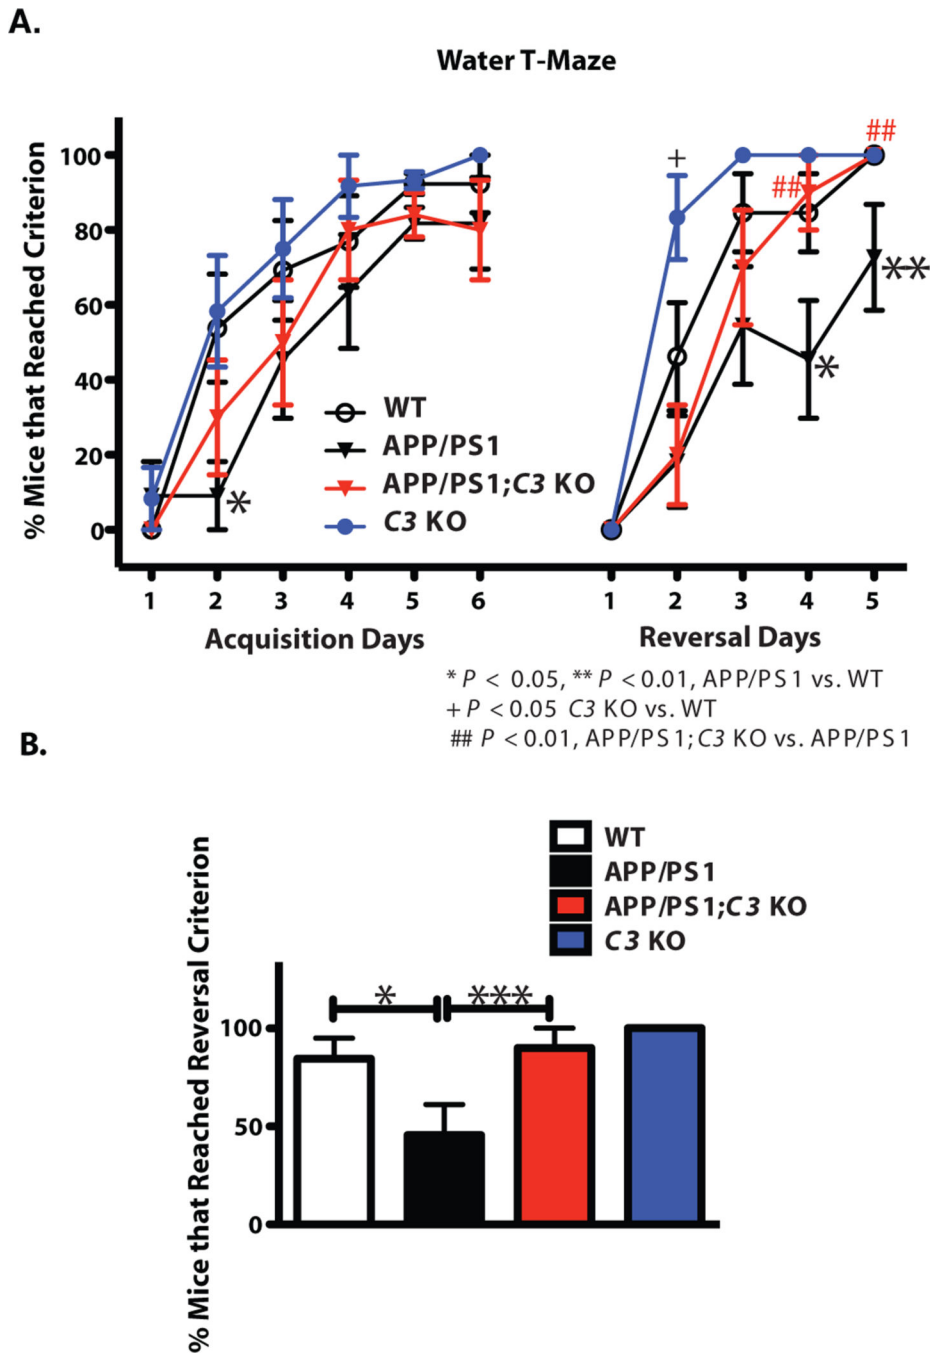 A.
Water T-Maze
% Mice that Reached Criterion
100
80
60
40
20
0
##
+
##
**
*
*
WT
APP/PS1
APP/PS1;C3 KO
C3 KO
1 2 3 4 5 6 1 2 3 4 5
Acquisition Days Reversal Days
* P < 0.05, ** P < 0.01, APP/PS1 vs. WT
+ P < 0.05 C3 KO vs. WT
## P < 0.01, APP/PS1; C3 KO vs. APP/PS1
B.
WT
APP/PS1
APP/PS1;C3 KO
C3 KO
% Mice that Reached Reversal Criterion
* ***
100
50
0